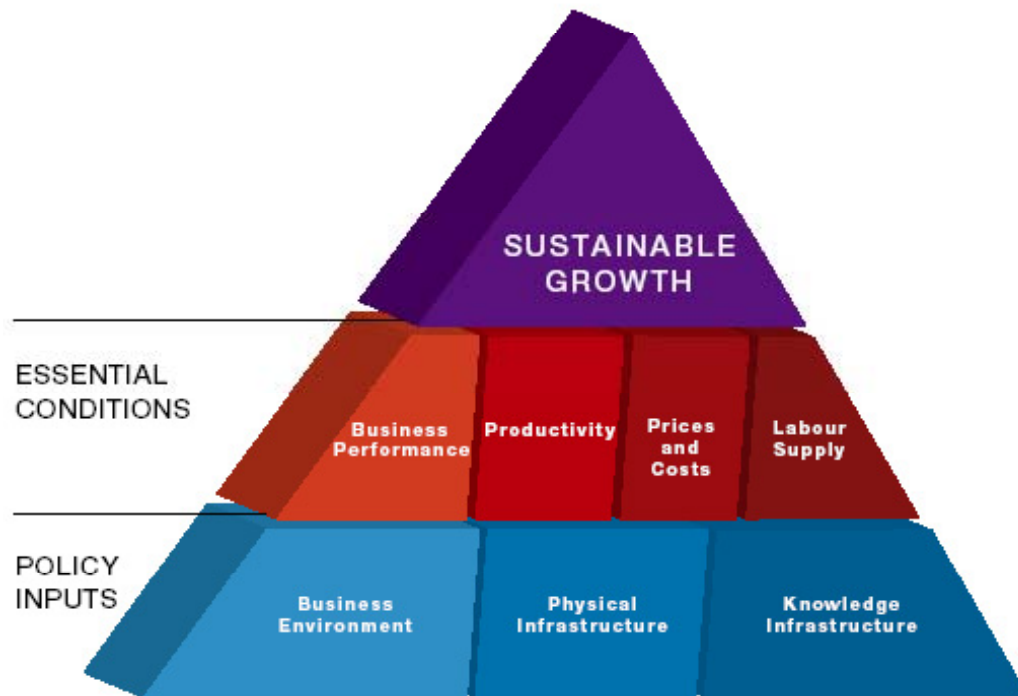 SUSTAINABLE
GROWTH
ESSENTIAL
CONDITIONS
Business
Performance
Productivity
Prices
and
Costs
Labour
Supply
POLICY
INPUTS
Business
Environment
Physical
Infrastructure
Knowledge
Infrastructure